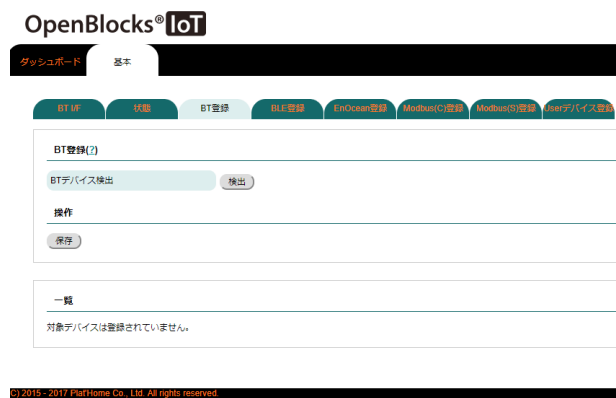 OpenBlocks® IoT
ダッシュボード 基本
BT I/F 状態 BT登録 BLE登録 EnOcean登録 Modbus(C)登録 Modbus(S)登録 Userデバイス登録
BT登録(?)
BTデバイス検出 検出
操作
保存
一覧
対象デバイスは登録されていません。
C) 2015 - 2017 Plat'Home Co., Ltd. All rights reserved.